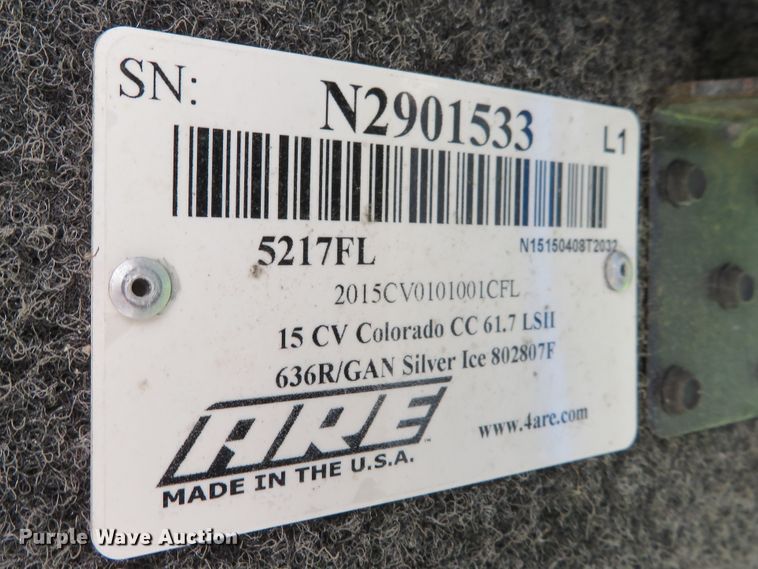 SN:
N2901533
L1
5217FL
N15150408T2032
2015CV0101001CFL
15 CV Colorado CC 61.7 LSII
636R/GAN Silver Ice 802807F
ARE
MADE IN THE U.S.A.
www.4are.com
Purple Wave Auction